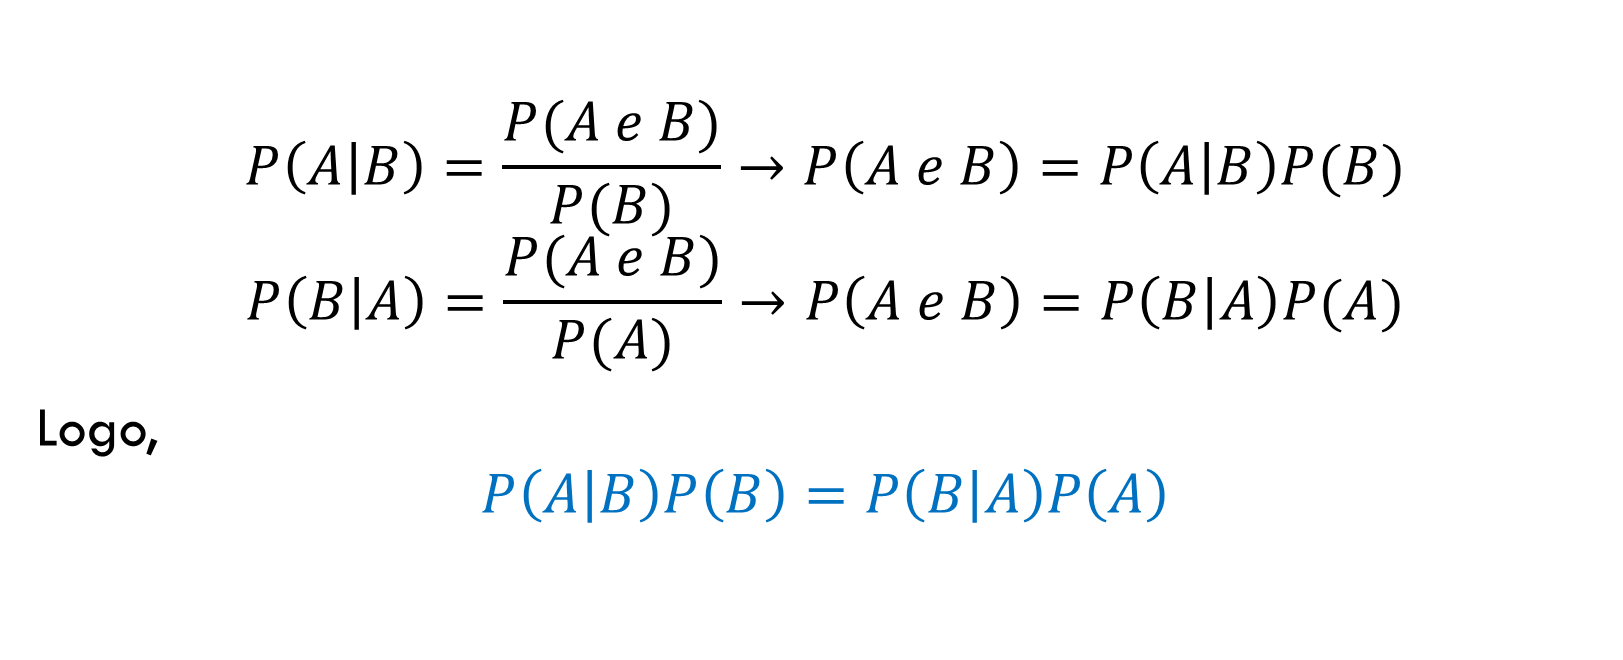 P(A|B) = P(A e B) / P(B) → P(A e B) = P(A|B)P(B)
P(B|A) = P(A e B) / P(A) → P(A e B) = P(B|A)P(A)
Logo,
P(A|B)P(B) = P(B|A)P(A)